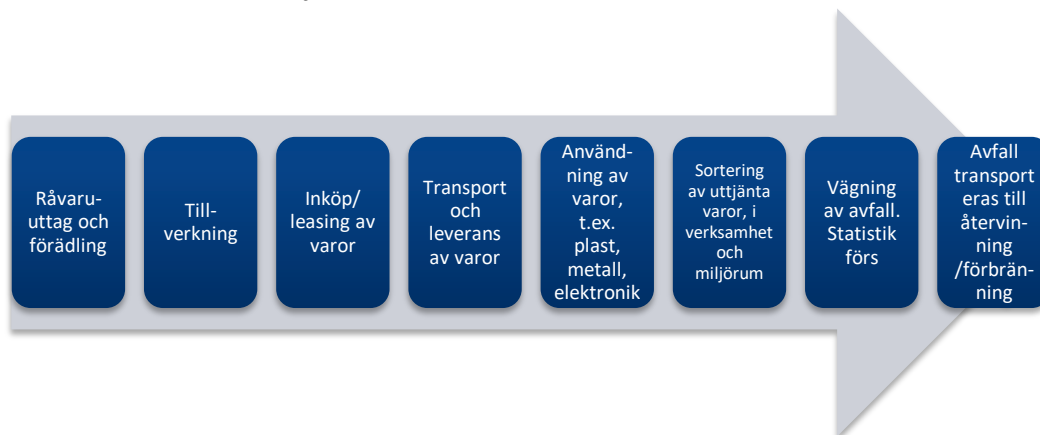 Råvaru-
uttag och
förädling
Till-
verkning
Inköp/
leasing av
varor
Transport
och
leverans
av varor
Använd-
ning av
varor,
t.ex.
plast,
metall,
elektronik
Sortering
av uttjänta
varor, i
verksamhet
och
miljörum
Vägning
av avfall.
Statistik
förs
Avfall
transport
eras till
återvin-
ning
/förbrän-
ning